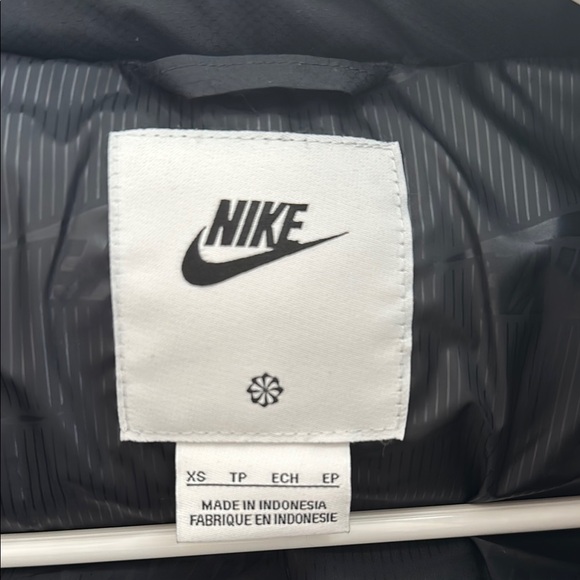 NIKE
XS TP ECH EP
MADE IN INDONESIA
FABRIQUE EN INDONESIE